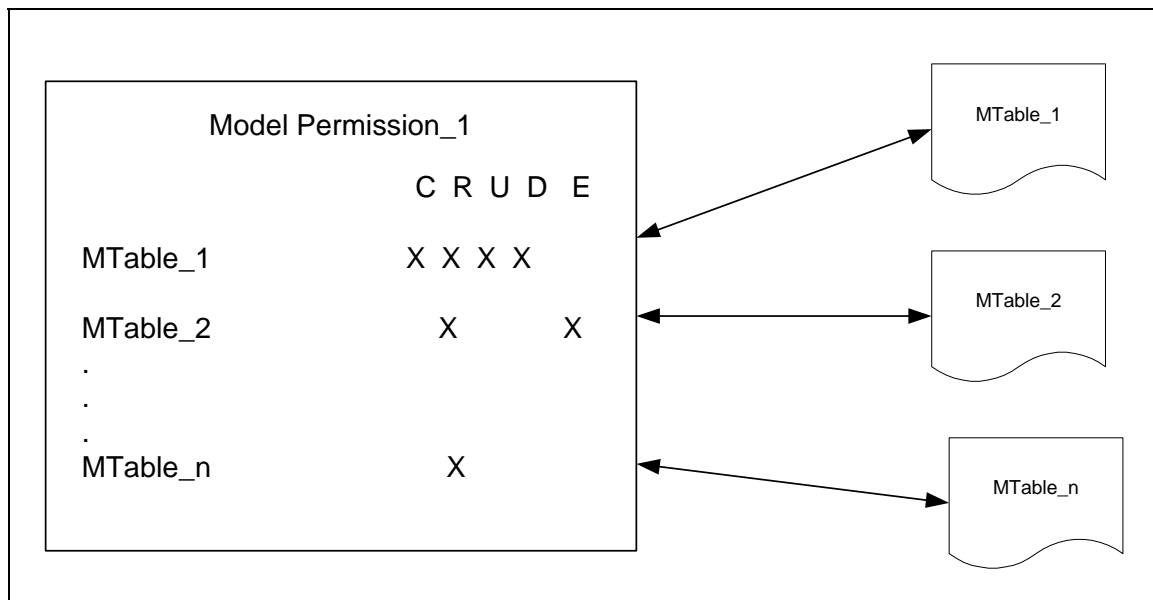 Model Permission_1
C R U D E
MTable_1 X X X X
MTable_2 X X
.
.
.
MTable_n X
MTable_1
MTable_2
MTable_n